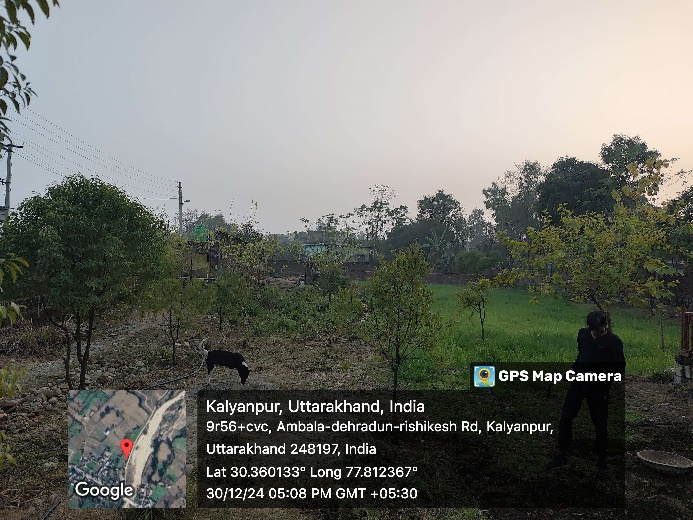 GPS Map Camera
Kalyanpur, Uttarakhand, India
9r56+cvc, Ambala-dehradun-rishikesh Rd, Kalyanpur,
Uttarakhand 248197, India
Lat 30.360133° Long 77.812367°
30/12/24 05:08 PM GMT +05:30
Google